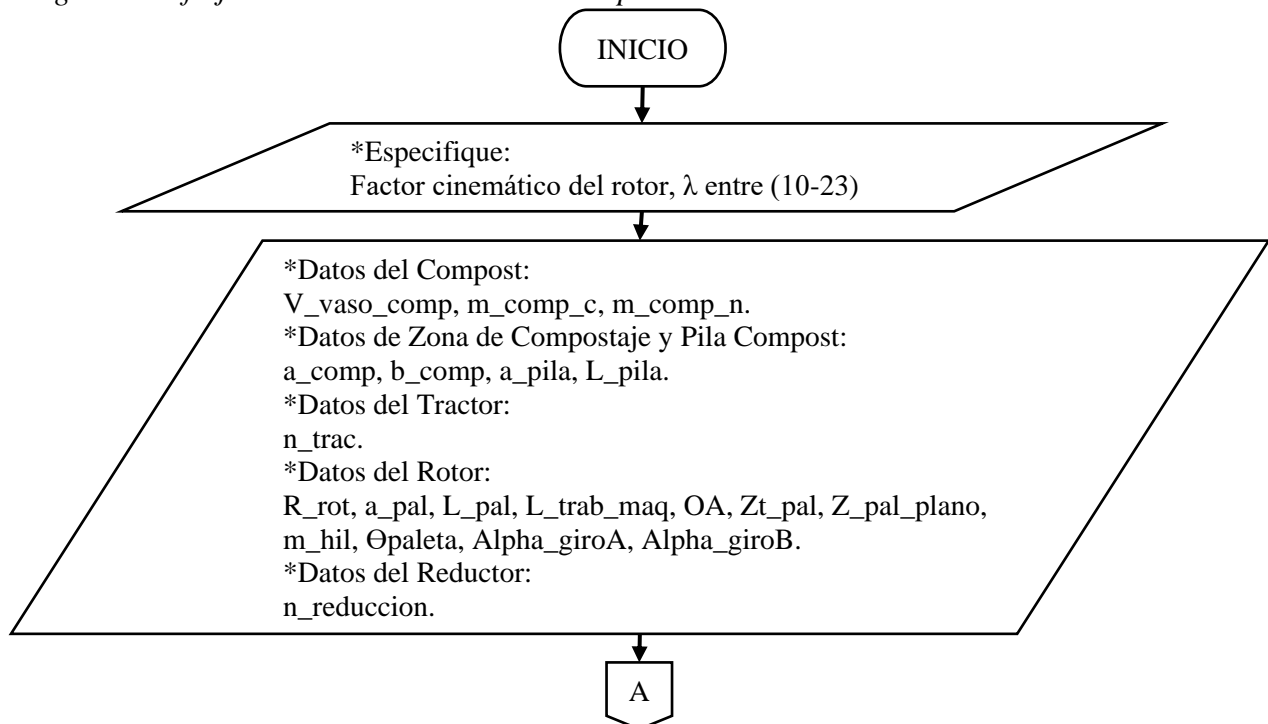 INICIO
*Especifique:
Factor cinemático del rotor, λ entre (10-23)
*Datos del Compost:
V_vaso_comp, m_comp_c, m_comp_n.
*Datos de Zona de Compostaje y Pila Compost:
a_comp, b_comp, a_pila, L_pila.
*Datos del Tractor:
n_trac.
*Datos del Rotor:
R_rot, a_pal, L_pal, L_trab_maq, OA, Zt_pal, Z_pal_plano,
m_hil, Ɵpaleta, Alpha_giroA, Alpha_giroB.
*Datos del Reductor:
n_reduccion.
A